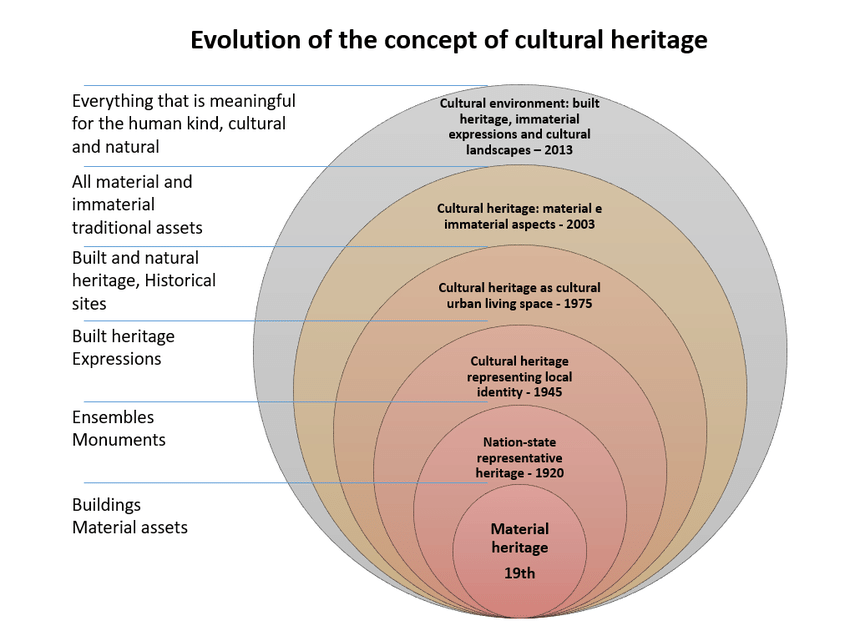 Evolution of the concept of cultural heritage
Everything that is meaningful
for the human kind, cultural
and natural
Cultural environment: built
heritage, immaterial
expressions and cultural
landscapes – 2013
All material and
immaterial
traditional assets
Cultural heritage: material e
immaterial aspects - 2003
Built and natural
heritage, Historical
sites
Cultural heritage as cultural
urban living space - 1975
Built heritage
Expressions
Cultural heritage
representing local
identity - 1945
Ensembles
Monuments
Nation-state
representative
heritage - 1920
Buildings
Material assets
Material
heritage
19th